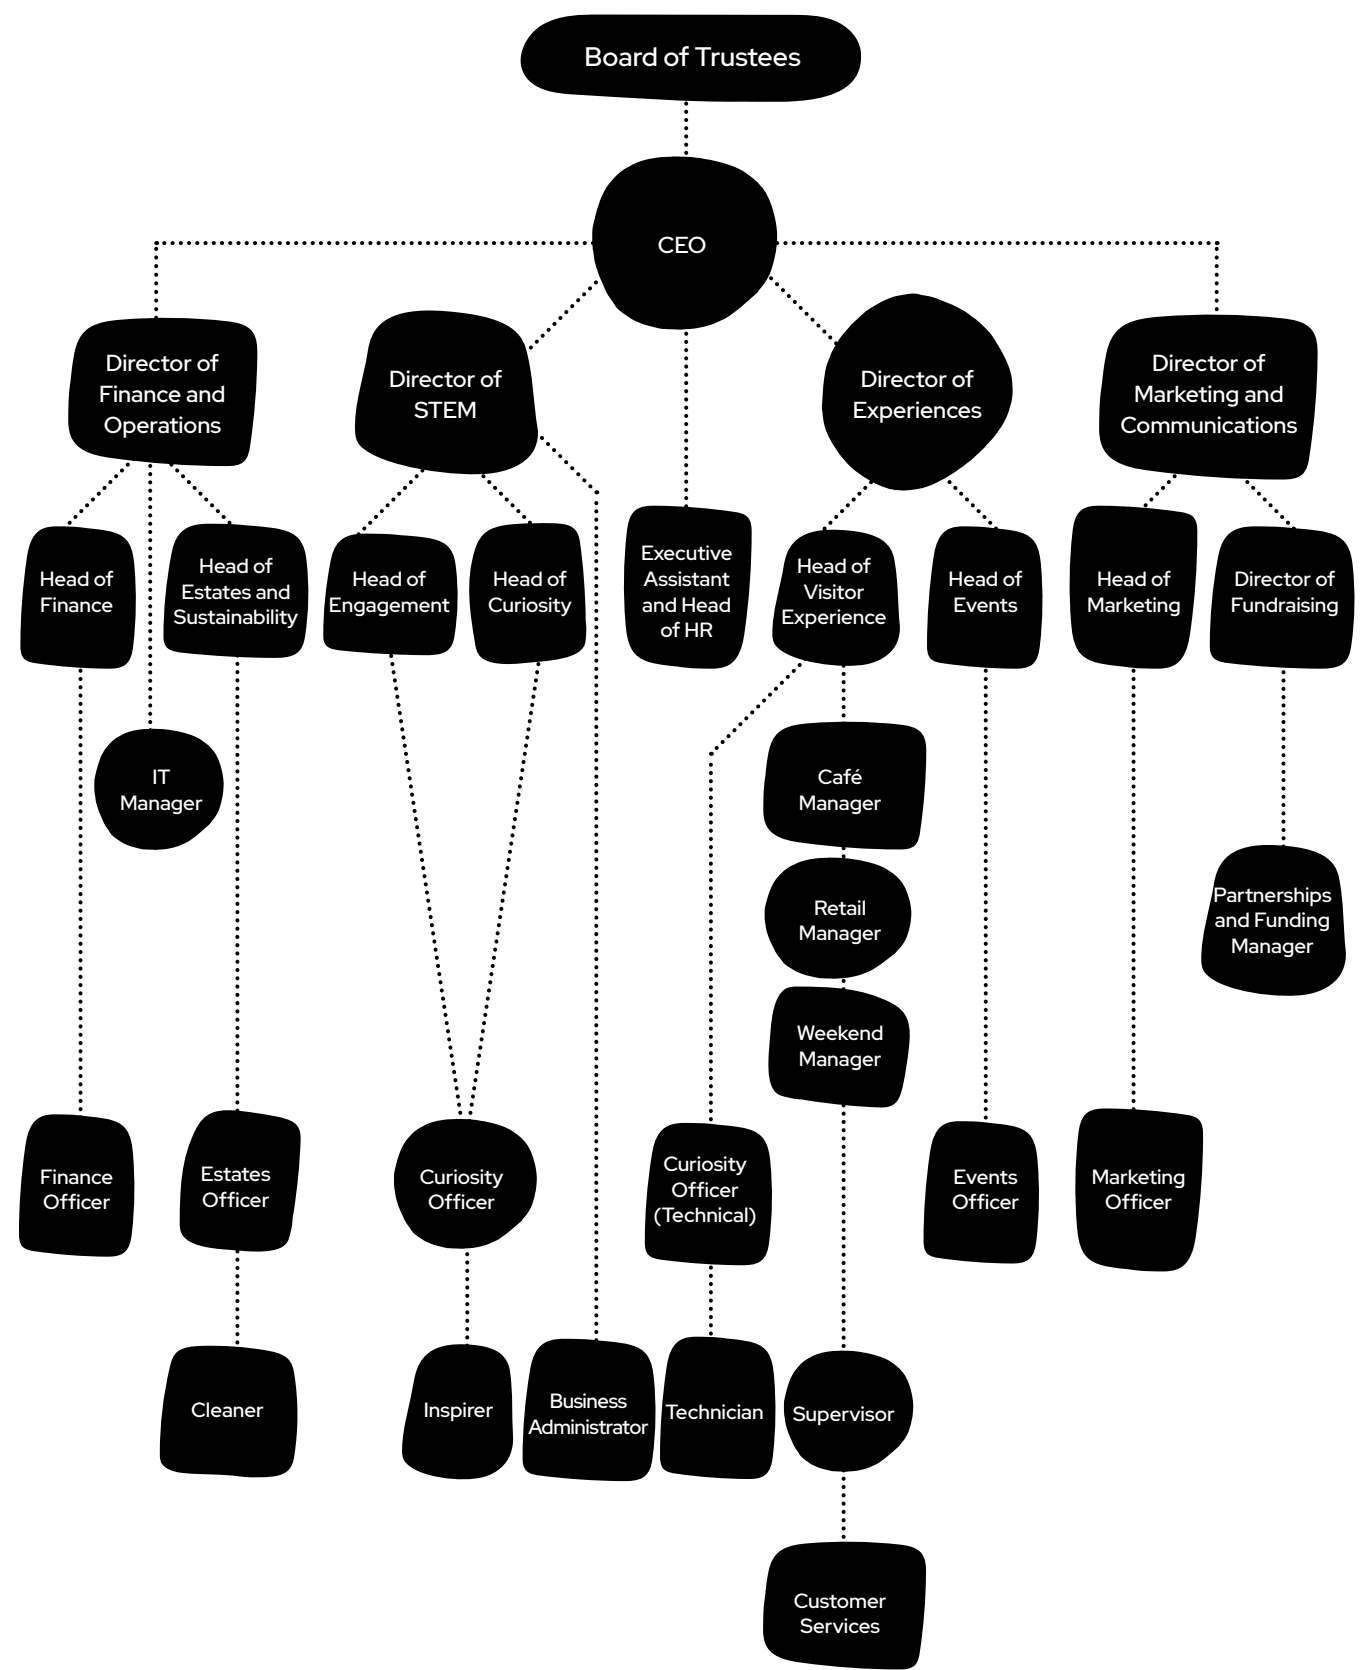 Board of Trustees
CEO
Director of
Finance and
Operations
Director of
STEM
Director of
Experiences
Director of
Marketing and
Communications
Head of
Finance
Head of
Estates and
Sustainability
Head of
Engagement
Head of
Curiosity
Executive
Assistant
and Head
of HR
Head of
Visitor
Experience
Head of
Events
Head of
Marketing
Director of
Fundraising
IT
Manager
Café
Manager
Retail
Manager
Partnerships
and Funding
Manager
Weekend
Manager
Finance
Officer
Estates
Officer
Curiosity
Officer
Curiosity
Officer
(Technical)
Events
Officer
Marketing
Officer
Cleaner
Inspirer
Business
Administrator
Technician
Supervisor
Customer
Services